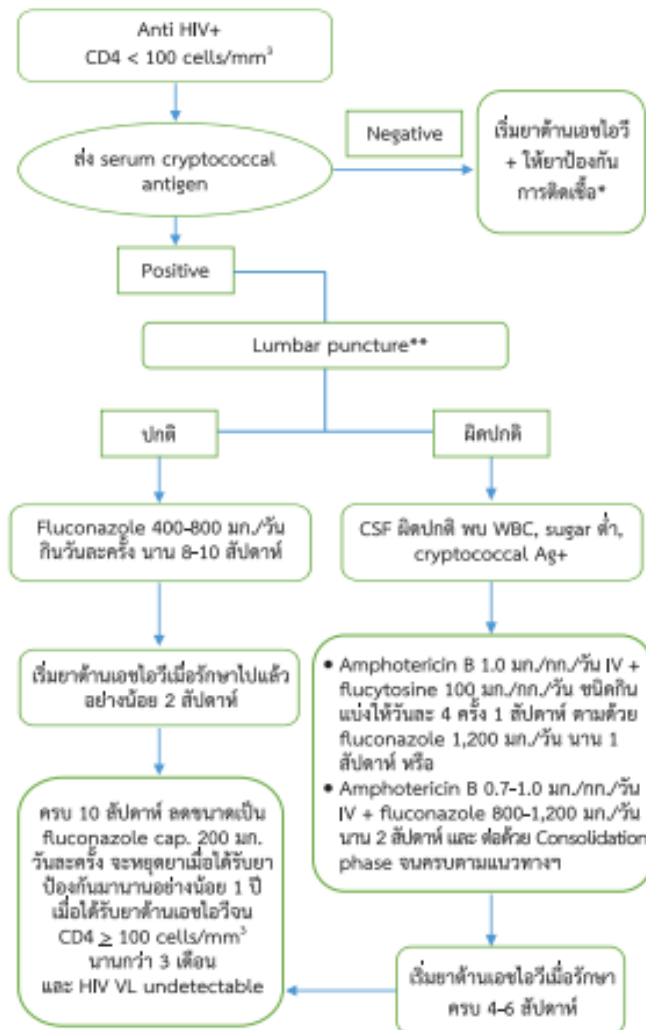 Anti HIV+
CD4 < 100 cells/mm³
ส่ง serum cryptococcal
antigen
Negative
เริ่มยาต้านเอชไอวี
+ ให้ยาป้องกัน
การติดเชื้อ*
Positive
Lumbar puncture**
ปกติ
ผิดปกติ
Fluconazole 400-800 มก./วัน
กินวันละครั้ง นาน 8-10 สัปดาห์
CSF ผิดปกติ พบ WBC, sugar ต่ำ,
cryptococcal Ag+
เริ่มยาต้านเอชไอวีเมื่อรักษาไปแล้ว
อย่างน้อย 2 สัปดาห์
• Amphotericin B 1.0 มก./กก./วัน IV +
flucytosine 100 มก./กก./วัน ชนิดกิน
แบ่งให้วันละ 4 ครั้ง 1 สัปดาห์ ตามด้วย
fluconazole 1,200 มก./วัน นาน 1
สัปดาห์ หรือ
• Amphotericin B 0.7-1.0 มก./กก./วัน
IV + fluconazole 800-1,200 มก./วัน
นาน 2 สัปดาห์ และ ต่อด้วย Consolidation
phase จนครบตามแนวทางฯ
ครบ 10 สัปดาห์ ลดขนาดเป็น
fluconazole cap. 200 มก.
วันละครั้ง จะหยุดยาเมื่อได้รับยา
ป้องกันมานานอย่างน้อย 1 ปี
เมื่อได้รับยาต้านเอชไอวีจน
CD4 ≥ 100 cells/mm³
นานกว่า 3 เดือน
และ HIV VL undetectable
เริ่มยาต้านเอชไอวีเมื่อรักษา
ครบ 4-6 สัปดาห์